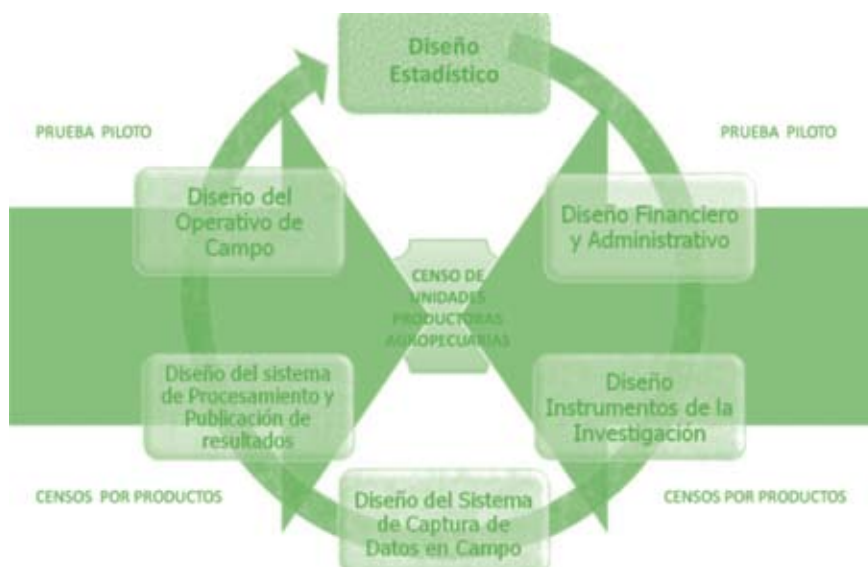 Diseño
Estadístico
PRUEBA PILOTO
PRUEBA PILOTO
Diseño del
Operativo de
Campo
Diseño Financiero
y Administrativo
CENSO DE
UNIDADES
PRODUCTORAS
AGROPECUARIAS
Diseño del sistema
de Procesamiento y
Publicación de
resultados
Diseño
Instrumentos de la
Investigación
CENSOS POR PRODUCTOS
CENSOS POR PRODUCTOS
Diseño del Sistema
de Captura de
Datos en Campo